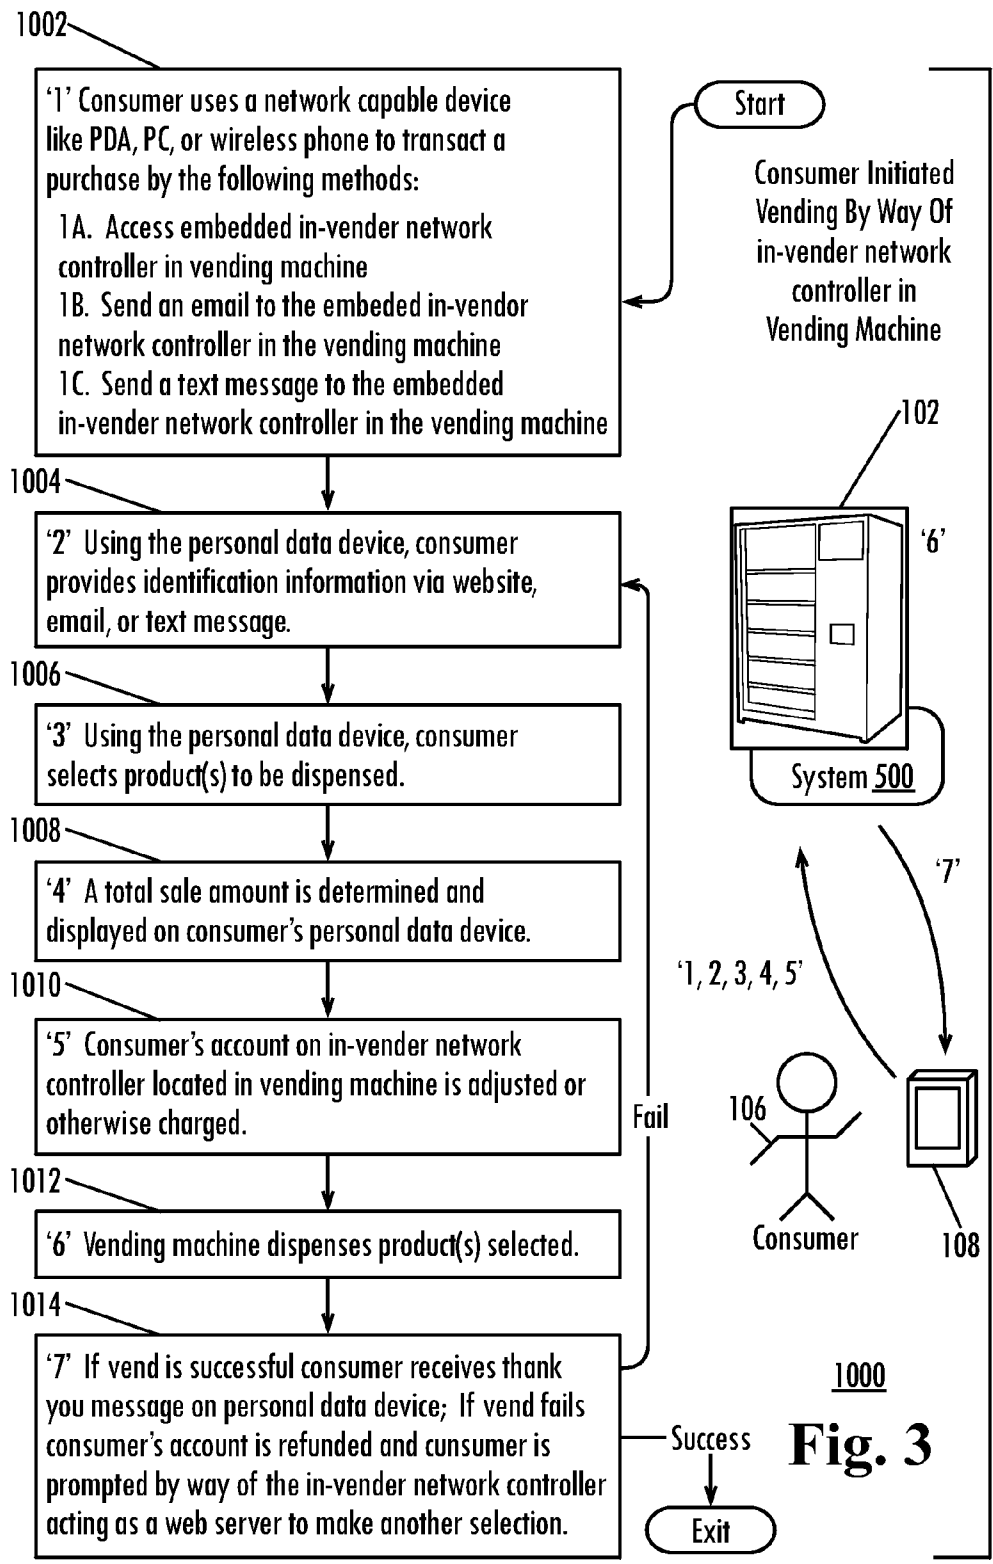 1002
'1' Consumer uses a network capable device
like PDA, PC, or wireless phone to transact a
purchase by the following methods:
1A. Access embedded in-vender network
controller in vending machine
1B. Send an email to the embeded in-vendor
network controller in the vending machine
1C. Send a text message to the embedded
in-vender network controller in the vending machine
Start
Consumer Initiated
Vending By Way Of
in-vender network
controller in
Vending Machine
1004
'2' Using the personal data device, consumer
provides identification information via website,
email, or text message.
1006
'3' Using the personal data device, consumer
selects product(s) to be dispensed.
1008
'4' A total sale amount is determined and
displayed on consumer's personal data device.
1010
'5' Consumer's account on in-vender network
controller located in vending machine is adjusted or
otherwise charged.
1012
'6' Vending machine dispenses product(s) selected.
1014
'7' If vend is successful consumer receives thank
you message on personal data device; If vend fails
consumer's account is refunded and cunsumer is
prompted by way of the in-vender network controller
acting as a web server to make another selection.
Fail
Success
Exit
102
'6'
System 500
'7'
'1, 2, 3, 4, 5'
106
Consumer
108
1000
Fig. 3